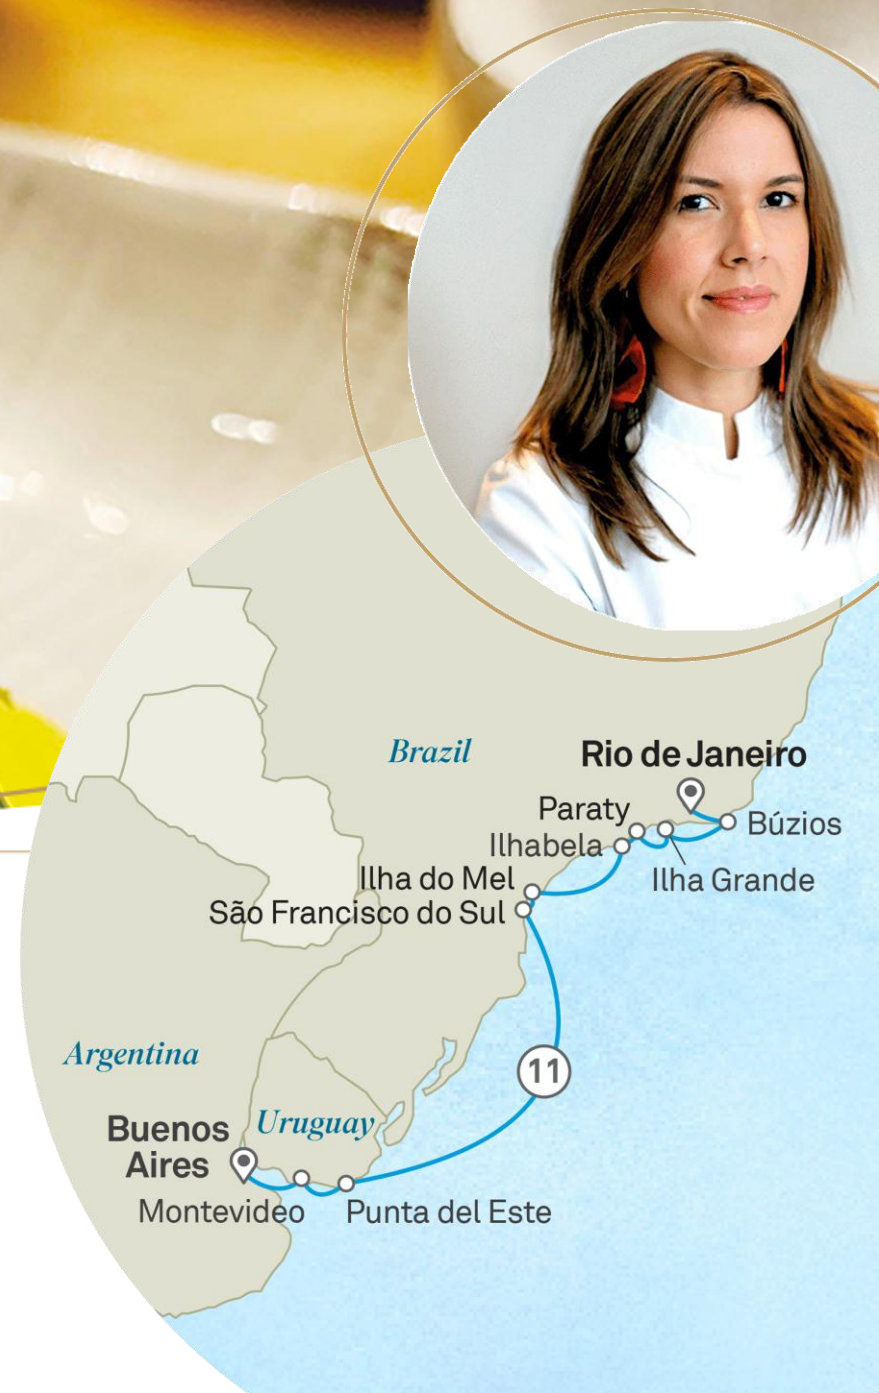 Brazil
Rio de Janeiro
Paraty
Búzios
Ilhabela
Ilha Grande
Ilha do Mel
São Francisco do Sul
Argentina
11
Uruguay
Buenos
Aires
Montevideo
Punta del Este